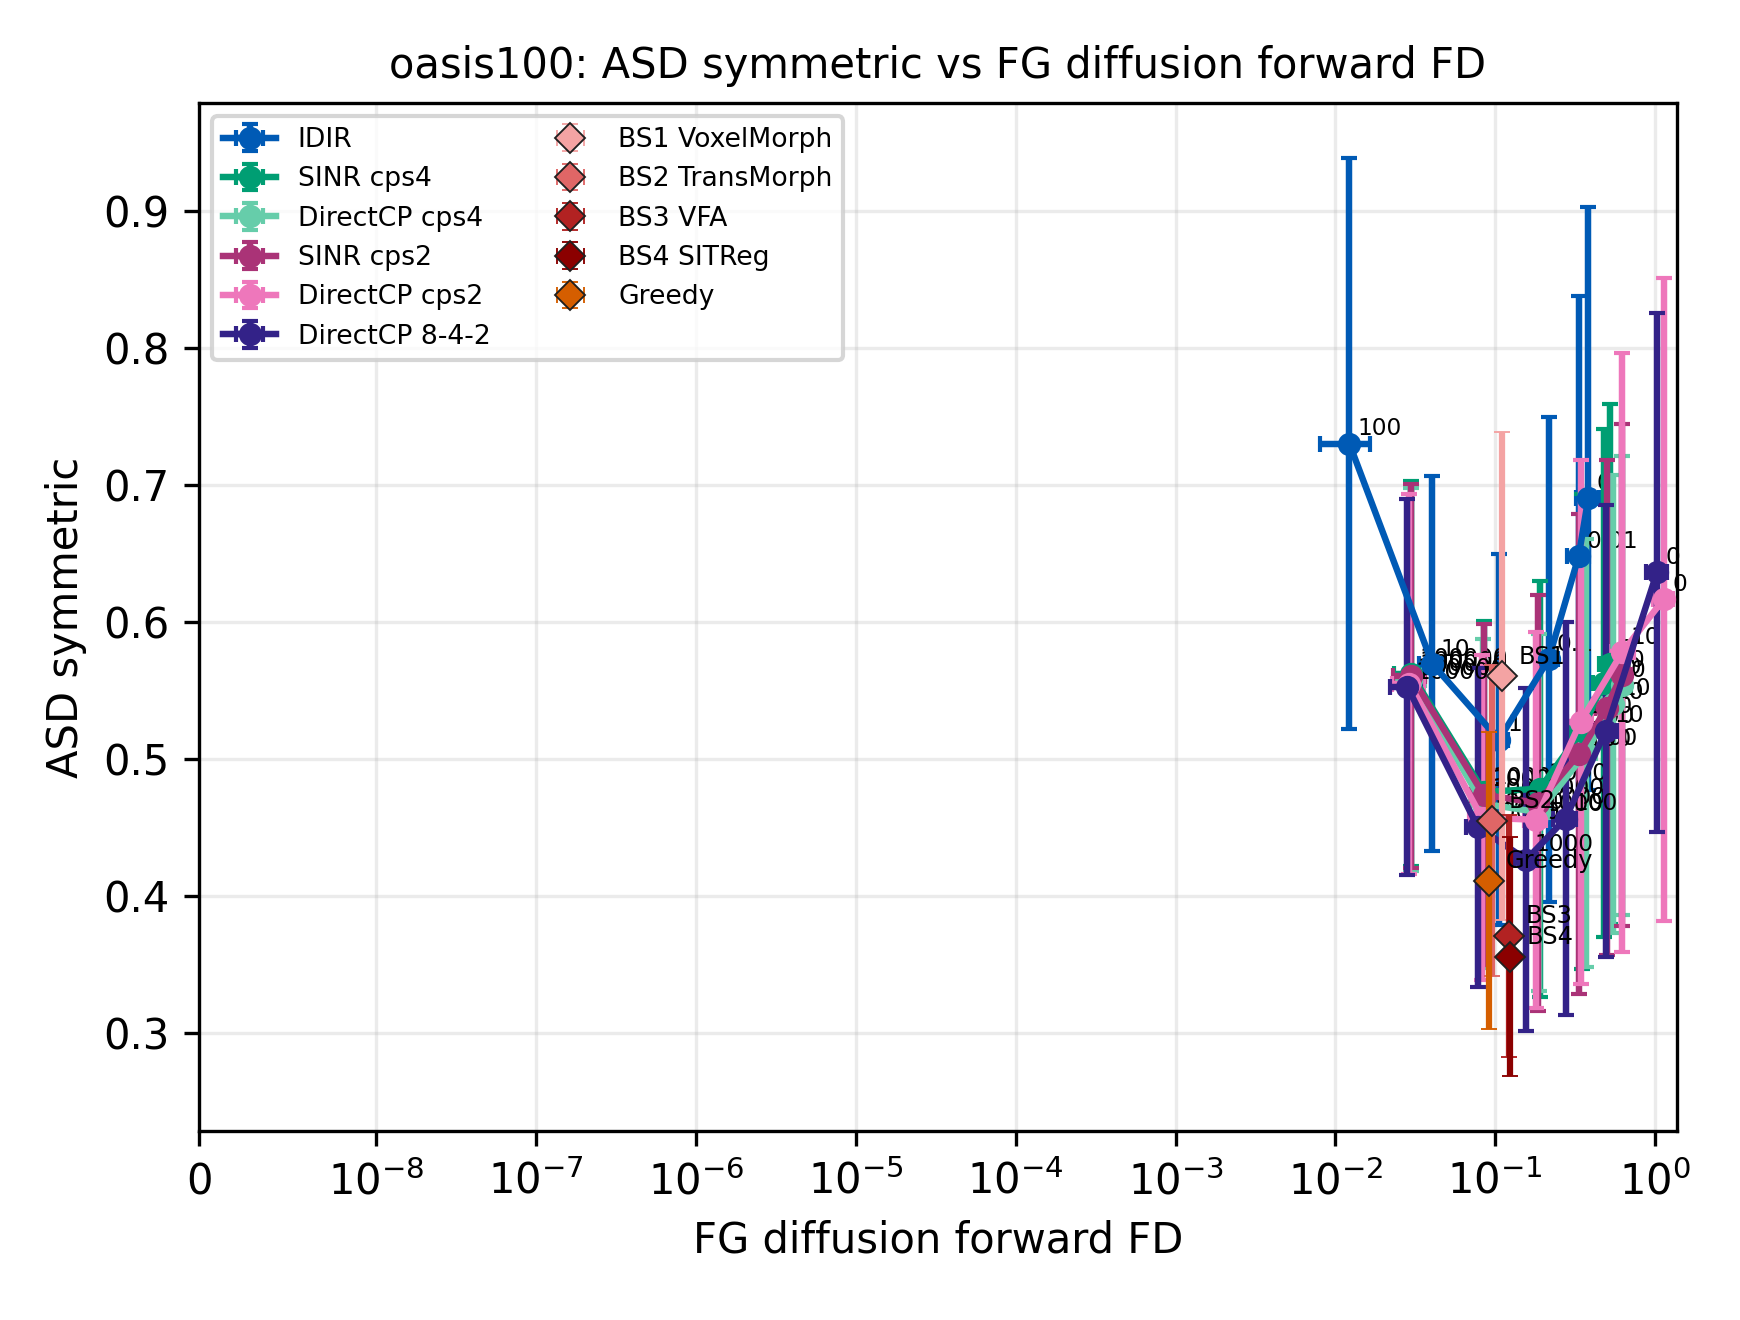 oasis100: ASD symmetric vs FG diffusion forward FD
IDIR
SINR cps4
DirectCP cps4
SINR cps2
DirectCP cps2
DirectCP 8-4-2
BS1 VoxelMorph
BS2 TransMorph
BS3 VFA
BS4 SITReg
Greedy
ASD symmetric
0.9
0.8
0.7
0.6
0.5
0.4
0.3
100
10
1
0
0
10
BS1
BS2
1000
100
Greedy
BS3
BS4
0 10⁻⁸ 10⁻⁷ 10⁻⁶ 10⁻⁵ 10⁻⁴ 10⁻³ 10⁻² 10⁻¹ 10⁰
FG diffusion forward FD